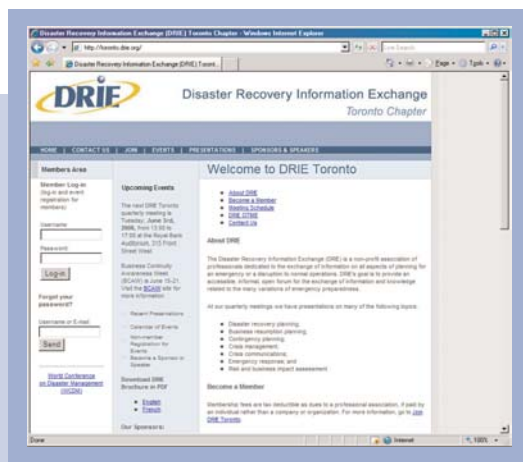 Disaster Recovery Information Exchange (DRIE) Toronto Chapter - Windows Internet Explorer
http://toronto.drie.org/
Live Search
Disaster Recovery Information Exchange (DRIE) Toront...
Page
Tools
DRIE
Disaster Recovery Information Exchange
Toronto Chapter
HOME | CONTACT US | JOIN | EVENTS | PRESENTATIONS | SPONSORS & SPEAKERS
Members Area
Member Log-in
(log-in and event
registration for
members)
Username
Password
Log-in
Forgot your
password?
Username or E-mail
Send
World Conference
on Disaster Management
(WCDM)
Upcoming Events
The next DRIE Toronto
quarterly meeting is
Tuesday, June 3rd,
2008, from 13:00 to
17:00 at the Royal Bank
Auditorium, 315 Front
Street West.
Business Continuity
Awareness Week
(BCAW) is June 15-21.
Visit the BCAW site for
more information
Recent Presentations
Calendar of Events
Non-member
Registration for
Events
Become a Sponsor or
Speaker
Download DRIE
Brochure in PDF
English
French
Our Sponsors:
Welcome to DRIE Toronto
About DRIE
Become a Member
Meeting Schedule
DRIE OTME
Contact Us
About DRIE
The Disaster Recovery Information Exchange (DRIE) is a non-profit association of
professionals dedicated to the exchange of information on all aspects of planning for
an emergency or a disruption to normal operations. DRIE's goal is to provide an
accessible, informal, open forum for the exchange of information and knowledge
related to the many variations of emergency preparedness.
At our quarterly meetings we have presentations on many of the following topics:
Disaster recovery planning;
Business resumption planning;
Contingency planning;
Crisis management;
Crisis communications;
Emergency response; and
Risk and business impact assessment
Become a Member
Membership fees are tax deductible as dues to a professional association, if paid by
an individual rather than a company or organization. For more information, go to Join
DRIE Toronto.
Done
Internet
100%